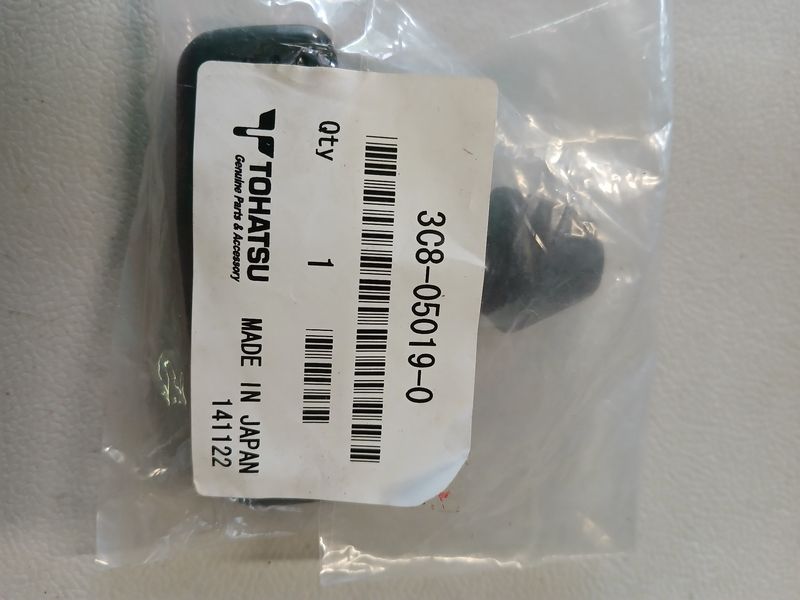 3C8-05019-0
Qty 1
TOHATSU
Genuine Parts & Accessory
MADE IN JAPAN
141122